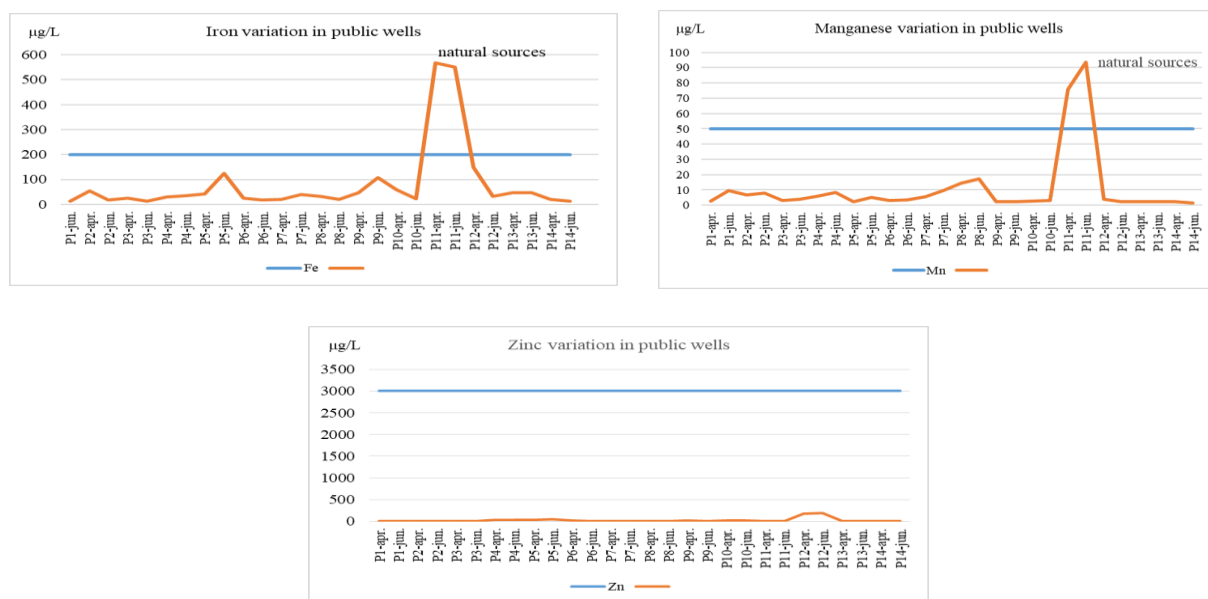 Iron variation in public wells
μg/L
natural sources
600
500
400
300
200
100
0
P1-jun.
P2-apr.
P2-jun.
P3-apr.
P3-jun.
P4-apr.
P4-jun.
P5-apr.
P5-jun.
P6-apr.
P6-jun.
P7-apr.
P7-jun.
P8-apr.
P8-jun.
P9-apr.
P9-jun.
P10-apr.
P10-jun.
P11-apr.
P11-jun.
P12-apr.
P12-jun.
P13-apr.
P13-jun.
P14-apr.
P14-jun.
Fe
Manganese variation in public wells
μg/L
natural sources
100
90
80
70
60
50
40
30
20
10
0
P1-apr.
P1-jun.
P2-apr.
P2-jun.
P3-apr.
P3-jun.
P4-apr.
P4-jun.
P5-apr.
P5-jun.
P6-apr.
P6-jun.
P7-apr.
P7-jun.
P8-apr.
P8-jun.
P9-apr.
P9-jun.
P10-apr.
P10-jun.
P11-apr.
P11-jun.
P12-apr.
P12-jun.
P13-apr.
P13-jun.
P14-apr.
P14-jun.
Mn
μg/L
Zinc variation in public wells
3500
3000
2500
2000
1500
1000
500
0
P1-apr.
P1-jun.
P2-apr.
P2-jun.
P3-apr.
P3-jun.
P4-apr.
P4-jun.
P5-apr.
P5-jun.
P6-apr.
P6-jun.
P7-apr.
P7-jun.
P8-apr.
P8-jun.
P9-apr.
P9-jun.
P10-apr.
P10-jun.
P11-apr.
P11-jun.
P12-apr.
P12-jun.
P13-apr.
P13-jun.
P14-apr.
P14-jun.
Zn